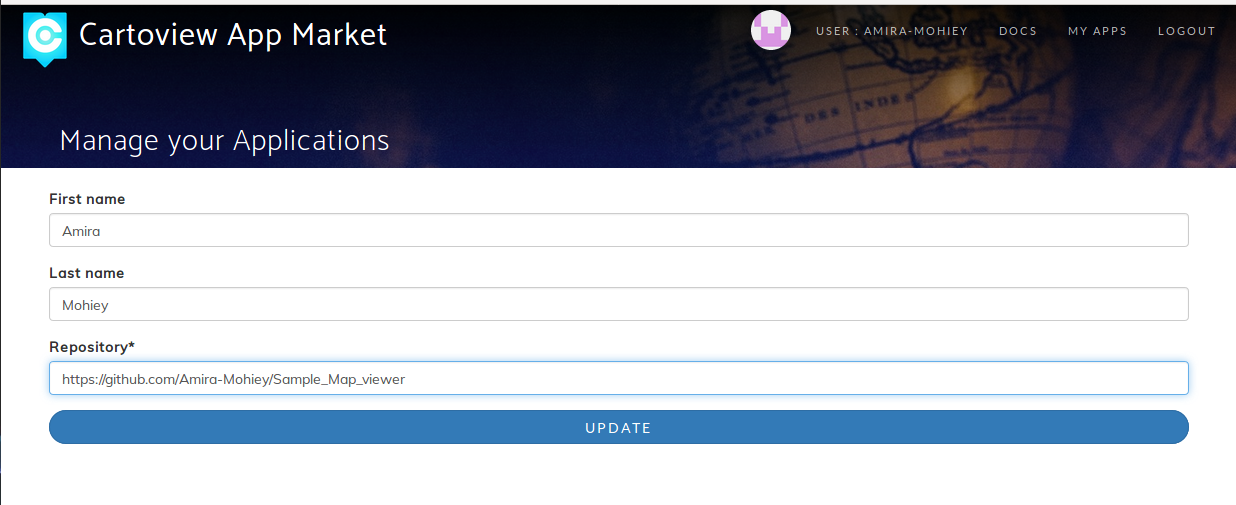 Cartoview App Market
USER : AMIRA-MOHIEY DOCS MY APPS LOGOUT
DES INDES
Manage your Applications
First name
Amira
Last name
Mohiey
Repository*
https://github.com/Amira-Mohiey/Sample_Map_viewer
UPDATE